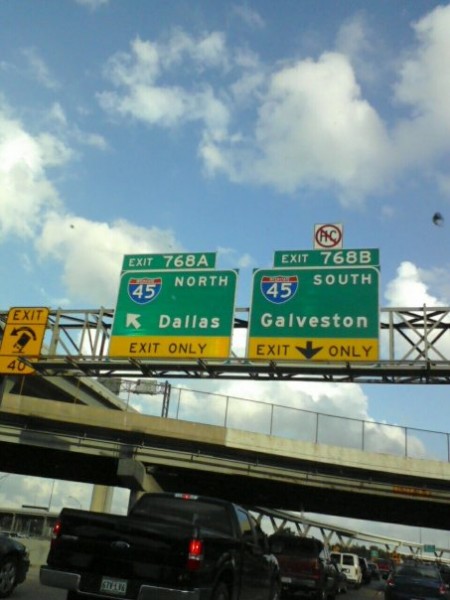 EXIT 768A
45 NORTH
Dallas
EXIT ONLY
HC
EXIT 768B
45 SOUTH
Galveston
EXIT ONLY
EXIT
40